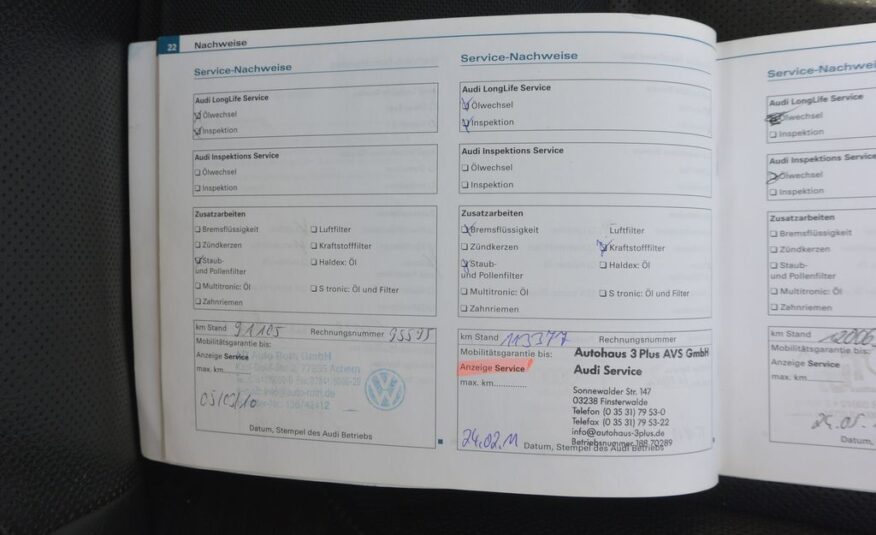 22 Nachweise
Service-Nachweise
Audi LongLife Service
Ölwechsel
Inspektion
Audi Inspektions Service
Ölwechsel
Inspektion
Zusatzarbeiten
Bremsflüssigkeit
Luftfilter
Zündkerzen
Kraftstofffilter
Staub-
und Pollenfilter
Haldex: Öl
Multitronic: Öl
S tronic: Öl und Filter
Zahnriemen
km Stand 91185 Rechnungsnummer
Mobilitätsgarantie bis:
Anzeige Service
max. km
05/05/10
Datum, Stempel des Audi Betriebs
Service-Nachweise
Audi LongLife Service
Ölwechsel
Inspektion
Audi Inspektions Service
Ölwechsel
Inspektion
Zusatzarbeiten
Bremsflüssigkeit
Luftfilter
Zündkerzen
Kraftstofffilter
Staub-
und Pollenfilter
Haldex: Öl
Multitronic: Öl
S tronic: Öl und Filter
Zahnriemen
km Stand 113377 Rechnungsnummer
Mobilitätsgarantie bis:
Anzeige Service
max. km.............
Autohaus 3 Plus AVS GmbH
Audi Service
Sonnewalder Str. 147
03238 Finsterwalde
Telefon (0 35 31) 79 53-0
Telefax (0 35 31) 79 53-22
info@autohaus-3plus.de
Betriebsnummer 188 70289
24.02.11
Datum, Stempel des Audi Betriebs
Service-Nachwei
Audi LongLife Service
Ölwechsel
Inspektion
Audi Inspektions Service
Ölwechsel
Inspektion
Zusatzarbeiten
Bremsflüssigkeit
Zündkerzen
Staub-
und Pollenfilter
Multitronic: Öl
Zahnriemen
km Stand
Mobilitätsgarantie bis:
Anzeige Service
max. km
Datum,